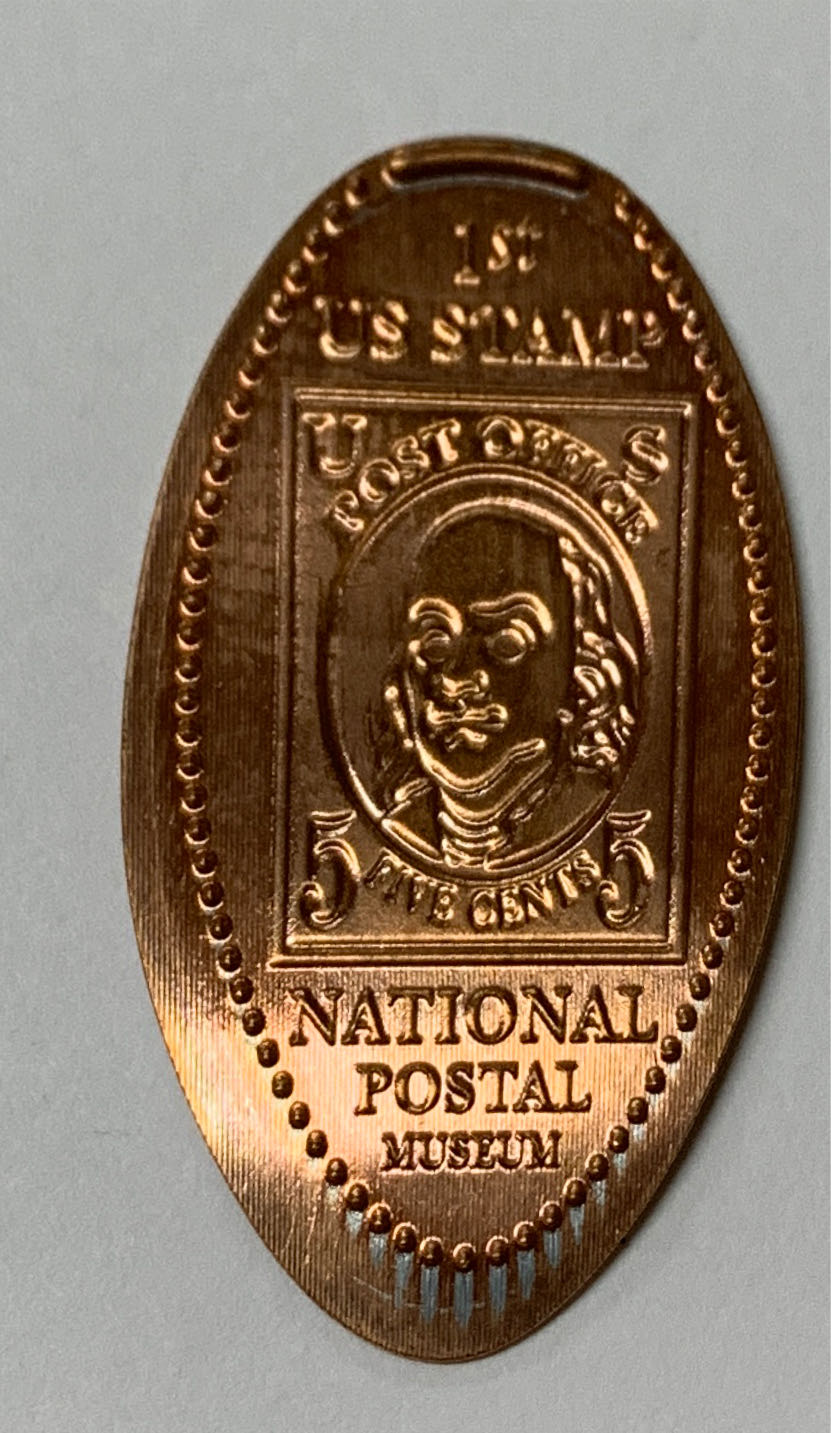 1st
US STAMP
U S
POST OFFICE
5 FIVE CENTS 5
NATIONAL
POSTAL
MUSEUM